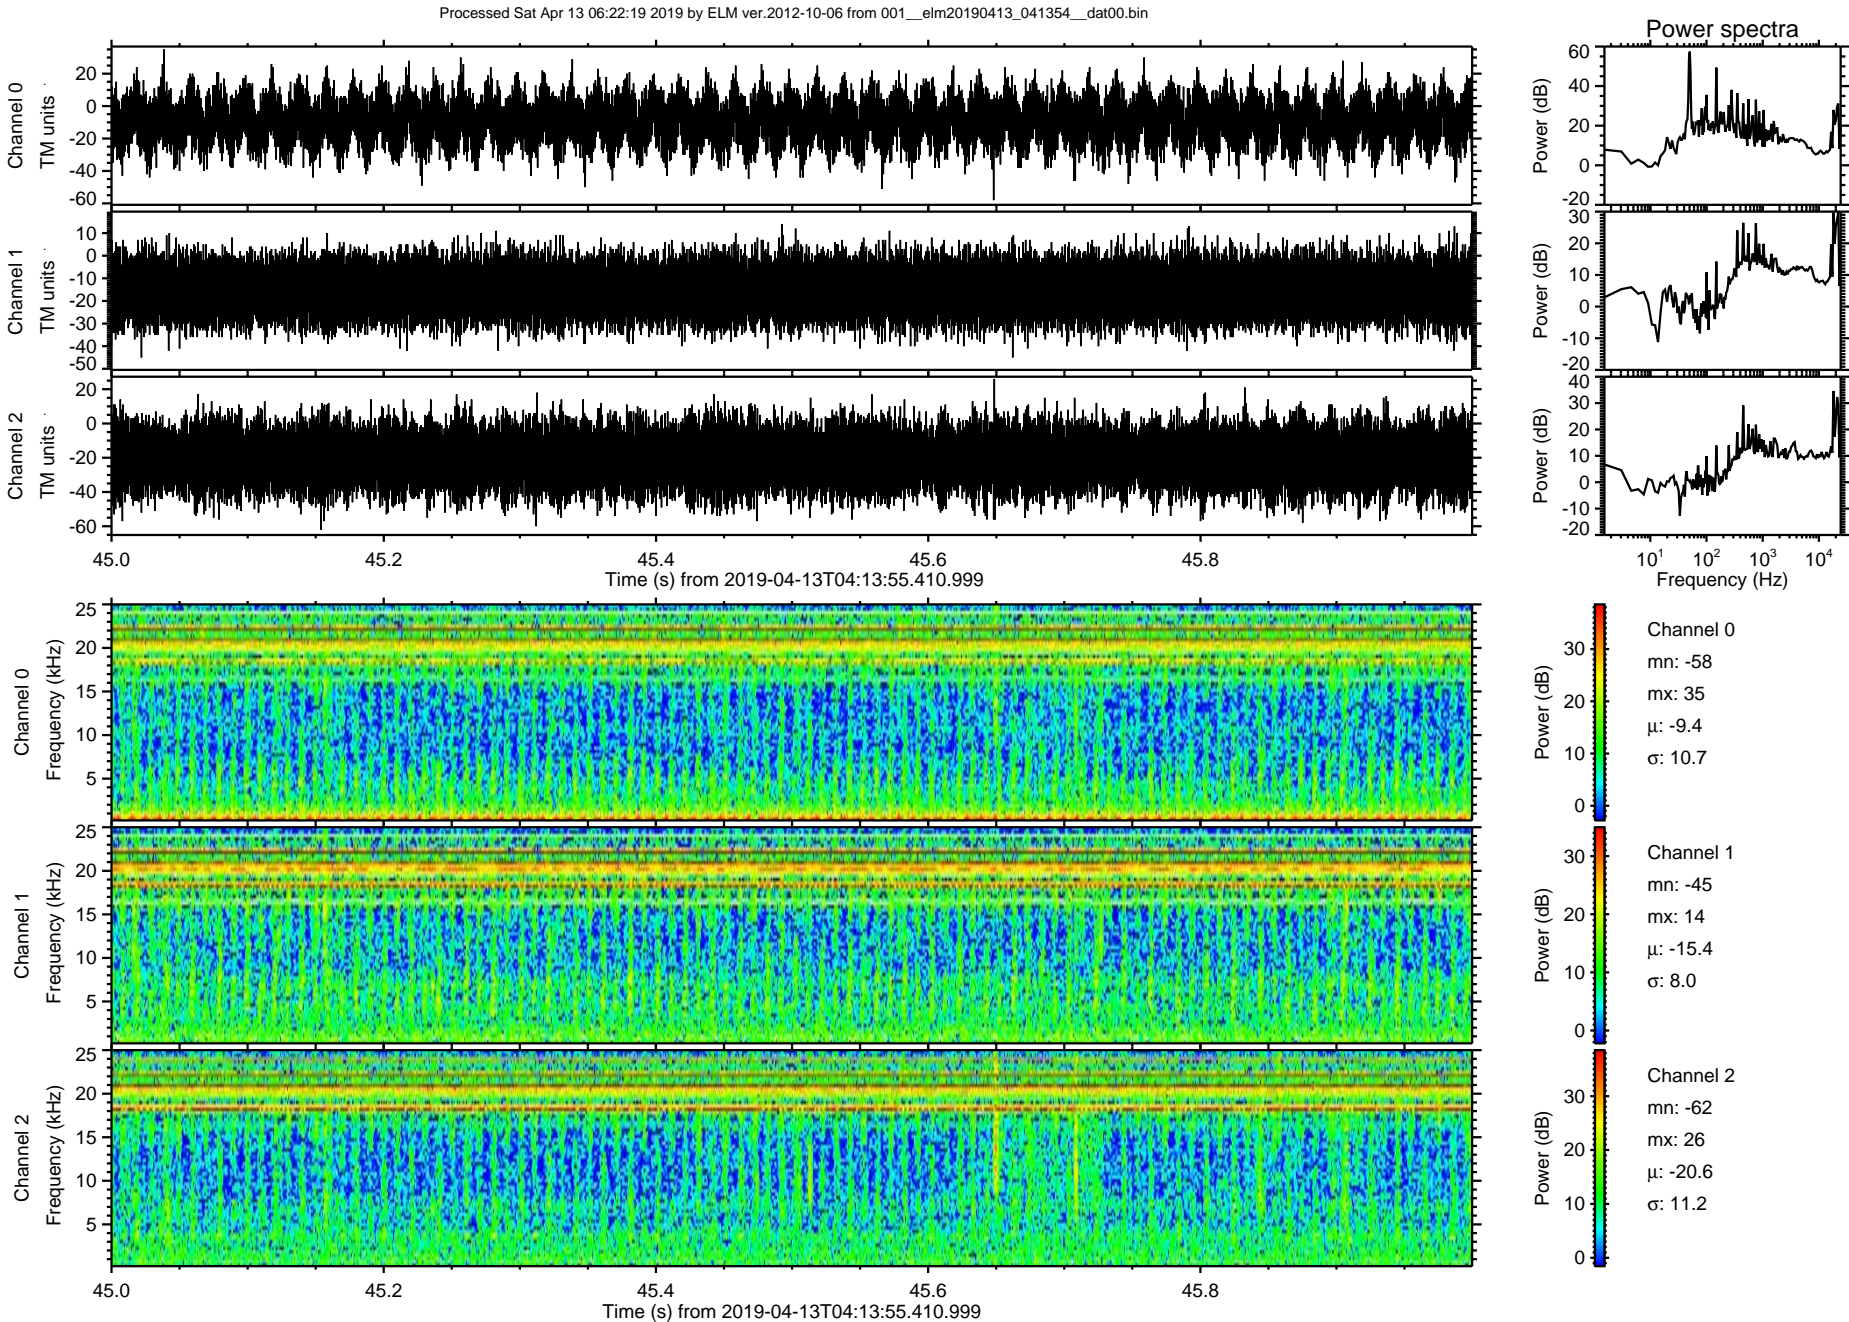 Processed Sat Apr 13 06:22:19 2019 by ELM ver.2012-10-06 from 001__elm20190413_041354__dat00.bin
Power spectra
Channel 0
TM units
20
0
-20
-40
-60
Power (dB)
60
40
20
0
-20
Channel 1
TM units
10
0
-10
-20
-30
-40
-50
Power (dB)
30
20
10
0
-10
-20
Channel 2
TM units
20
0
-20
-40
-60
Power (dB)
40
30
20
10
0
-10
-20
45.0 45.2 45.4 45.6 45.8
Time (s) from 2019-04-13T04:13:55.410.999
10¹ 10² 10³ 10⁴
Frequency (Hz)
Channel 0
Frequency (kHz)
25
20
15
10
5
Power (dB)
30
20
10
0
Channel 0
mn: -58
mx: 35
μ: -9.4
σ: 10.7
Channel 1
Frequency (kHz)
25
20
15
10
5
Power (dB)
30
20
10
0
Channel 1
mn: -45
mx: 14
μ: -15.4
σ: 8.0
Channel 2
Frequency (kHz)
25
20
15
10
5
Power (dB)
30
20
10
0
Channel 2
mn: -62
mx: 26
μ: -20.6
σ: 11.2
45.0 45.2 45.4 45.6 45.8
Time (s) from 2019-04-13T04:13:55.410.999